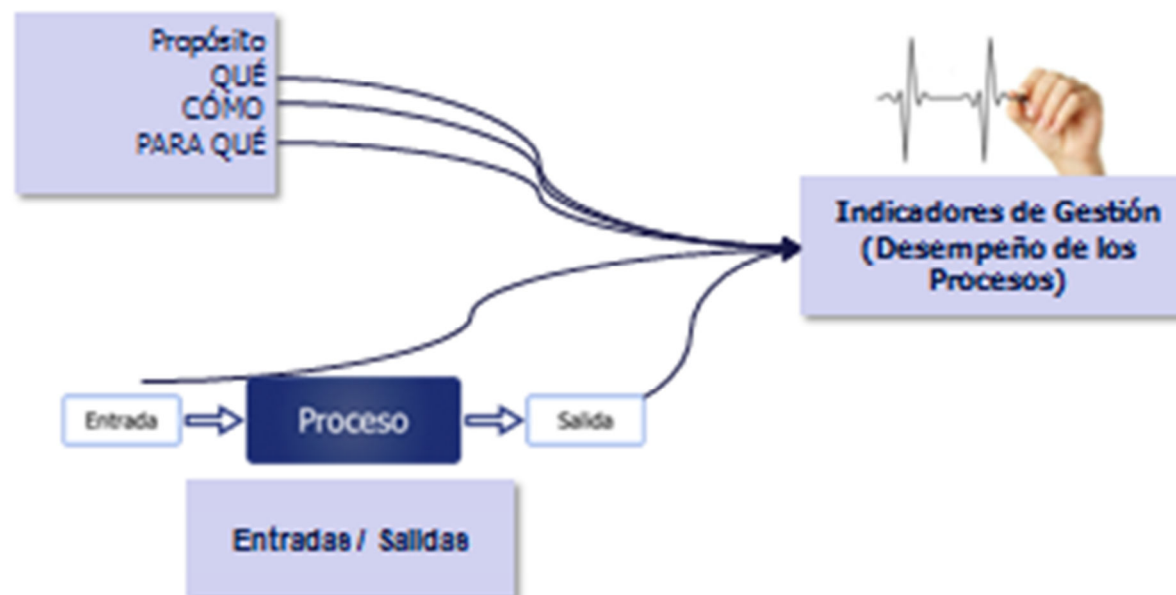 Propósito
QUÉ
CÓMO
PARA QUÉ
Indicadores de Gestión
(Desempeño de los
Procesos)
Entrada
Proceso
Salida
Entradas / Salidas